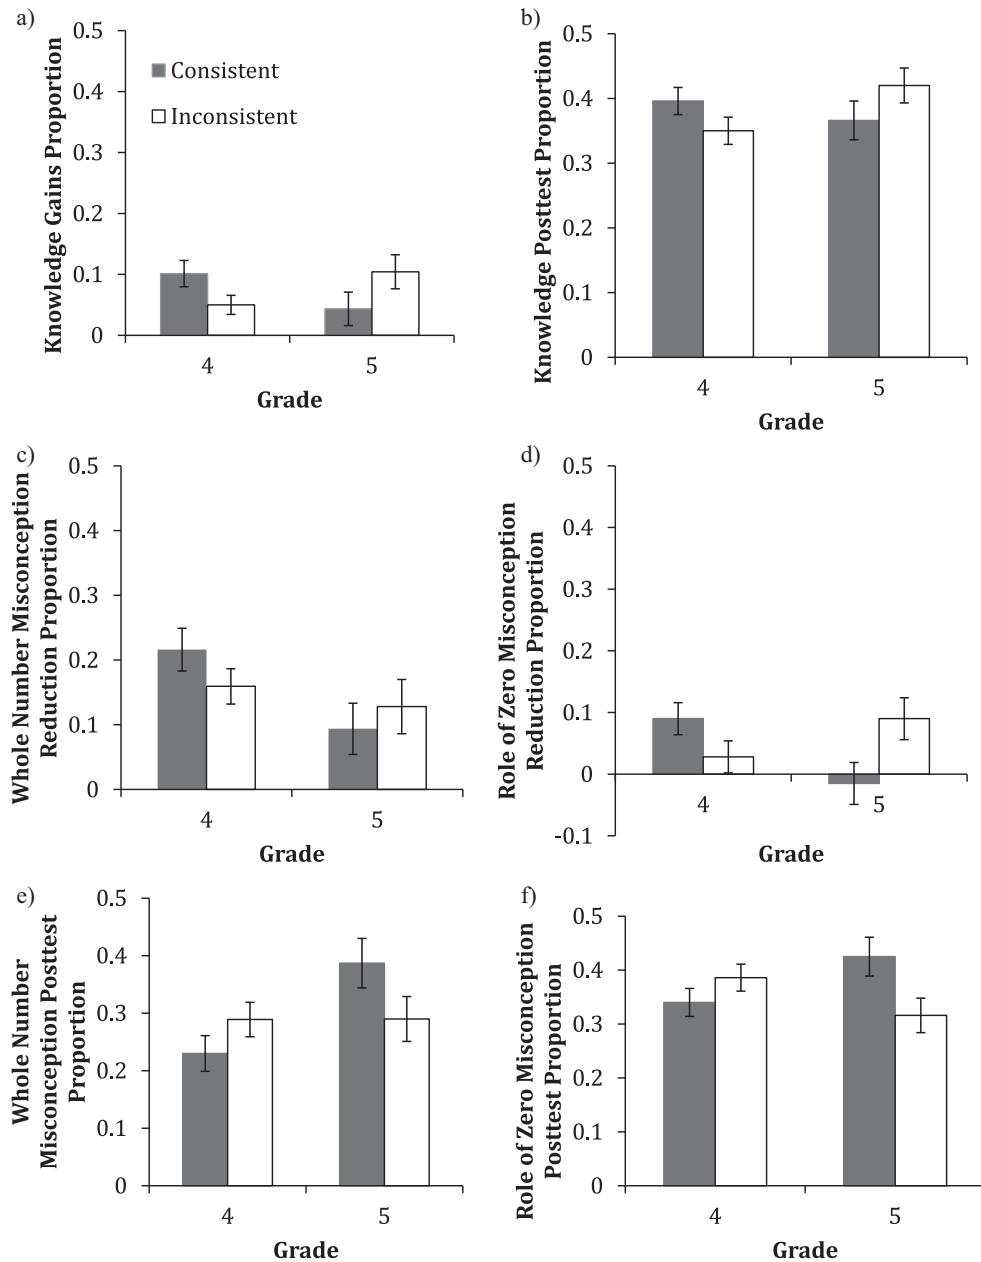 a)
0.5
0.4
0.3
0.2
0.1
0
Knowledge Gains Proportion
Consistent
Inconsistent
4
5
Grade
b)
0.5
0.4
0.3
0.2
0.1
0
Knowledge Posttest Proportion
4
5
Grade
c)
0.5
0.4
0.3
0.2
0.1
0
Whole Number Misconception
Reduction Proportion
4
5
Grade
d)
0.5
0.4
0.3
0.2
0.1
0
-0.1
Role of Zero Misconception
Reduction Proportion
4
5
Grade
e)
0.5
0.4
0.3
0.2
0.1
0
Whole Number
Misconception Posttest
Proportion
4
5
Grade
f)
0.5
0.4
0.3
0.2
0.1
0
Role of Zero Misconception
Posttest Proportion
4
5
Grade